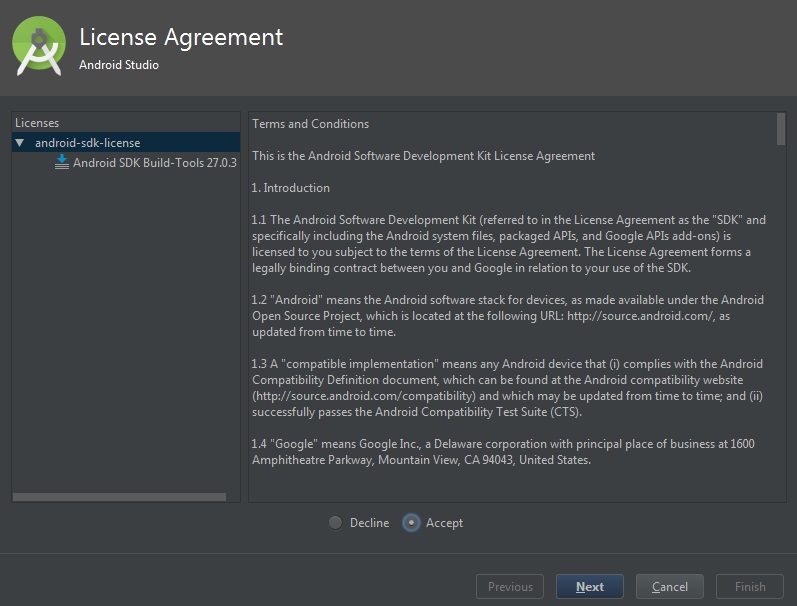 License Agreement
Android Studio
Licenses
android-sdk-license
Android SDK Build-Tools 27.0.3
Terms and Conditions
This is the Android Software Development Kit License Agreement
1. Introduction
1.1 The Android Software Development Kit (referred to in the License Agreement as the "SDK" and
specifically including the Android system files, packaged APIs, and Google APIs add-ons) is
licensed to you subject to the terms of the License Agreement. The License Agreement forms a
legally binding contract between you and Google in relation to your use of the SDK.
1.2 "Android" means the Android software stack for devices, as made available under the Android
Open Source Project, which is located at the following URL: http://source.android.com/, as
updated from time to time.
1.3 A "compatible implementation" means any Android device that (i) complies with the Android
Compatibility Definition document, which can be found at the Android compatibility website
(http://source.android.com/compatibility) and which may be updated from time to time; and (ii)
successfully passes the Android Compatibility Test Suite (CTS).
1.4 "Google" means Google Inc., a Delaware corporation with principal place of business at 1600
Amphitheatre Parkway, Mountain View, CA 94043, United States.
Decline Accept
Previous Next Cancel Finish